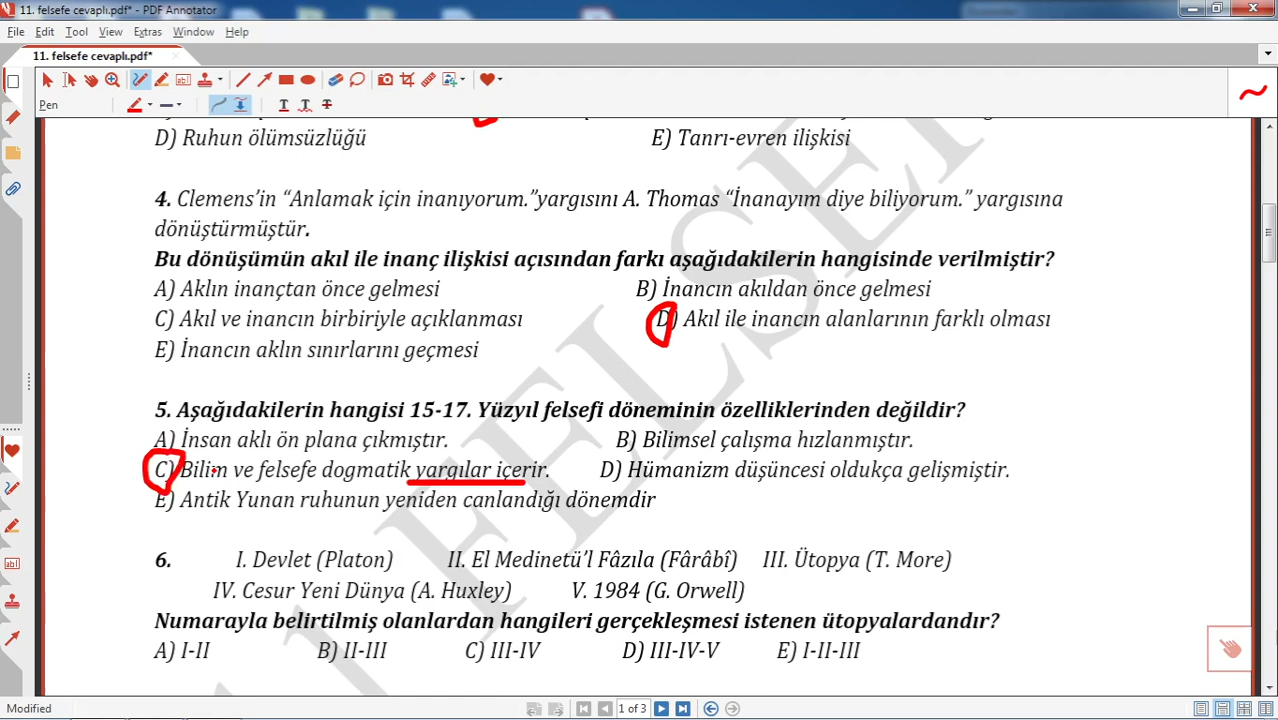 11. felsefe cevaplı.pdf* - PDF Annotator
File Edit Tool View Extras Window Help
11. felsefe cevaplı.pdf*
Pen
D) Ruhun ölümsüzlüğü E) Tanrı-evren ilişkisi
4. Clemens’in “Anlamak için inanıyorum.”yargısını A. Thomas “İnanayım diye biliyorum.” yargısına
dönüştürmüştür.
Bu dönüşümün akıl ile inanç ilişkisi açısından farkı aşağıdakilerin hangisinde verilmiştir?
A) Aklın inançtan önce gelmesi B) İnancın akıldan önce gelmesi
C) Akıl ve inancın birbiriyle açıklanması D) Akıl ile inancın alanlarının farklı olması
E) İnancın aklın sınırlarını geçmesi
5. Aşağıdakilerin hangisi 15-17. Yüzyıl felsefi döneminin özelliklerinden değildir?
A) İnsan aklı ön plana çıkmıştır. B) Bilimsel çalışma hızlanmıştır.
C) Bilim ve felsefe dogmatik yargılar içerir. D) Hümanizm düşüncesi oldukça gelişmiştir.
E) Antik Yunan ruhunun yeniden canlandığı dönemdir
6. I. Devlet (Platon) II. El Medinetü’l Fâzıla (Fârâbî) III. Ütopya (T. More)
IV. Cesur Yeni Dünya (A. Huxley) V. 1984 (G. Orwell)
Numarayla belirtilmiş olanlardan hangileri gerçekleşmesi istenen ütopyalardandır?
A) I-II B) II-III C) III-IV D) III-IV-V E) I-II-III
Modified 1 of 3